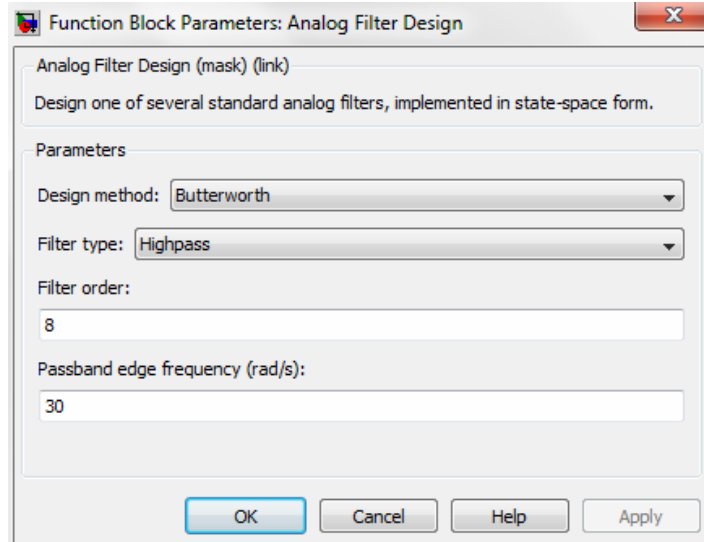 Function Block Parameters: Analog Filter Design
Analog Filter Design (mask) (link)
Design one of several standard analog filters, implemented in state-space form.
Parameters
Design method: Butterworth
Filter type: Highpass
Filter order:
8
Passband edge frequency (rad/s):
30
OK Cancel Help Apply